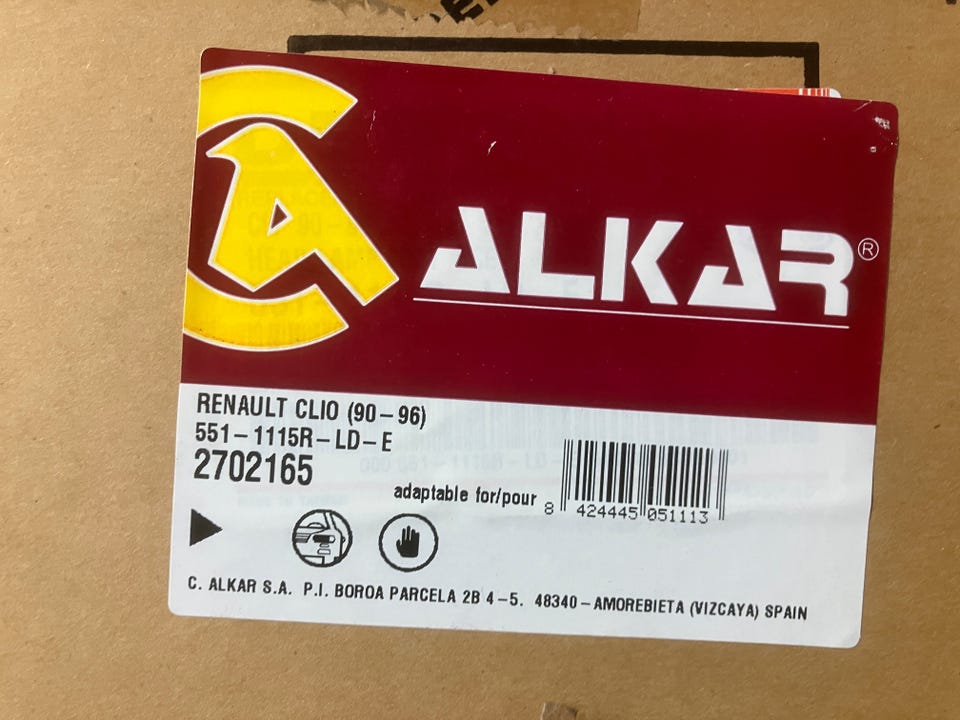 ALKAR®
RENAULT CLIO (90-96)
551-1115R-LD-E
2702165
adaptable for/pour
8 424445 051113
C. ALKAR S.A. P.I. BOROA PARCELA 2B 4-5. 48340-AMOREBIETA (VIZCAYA) SPAIN